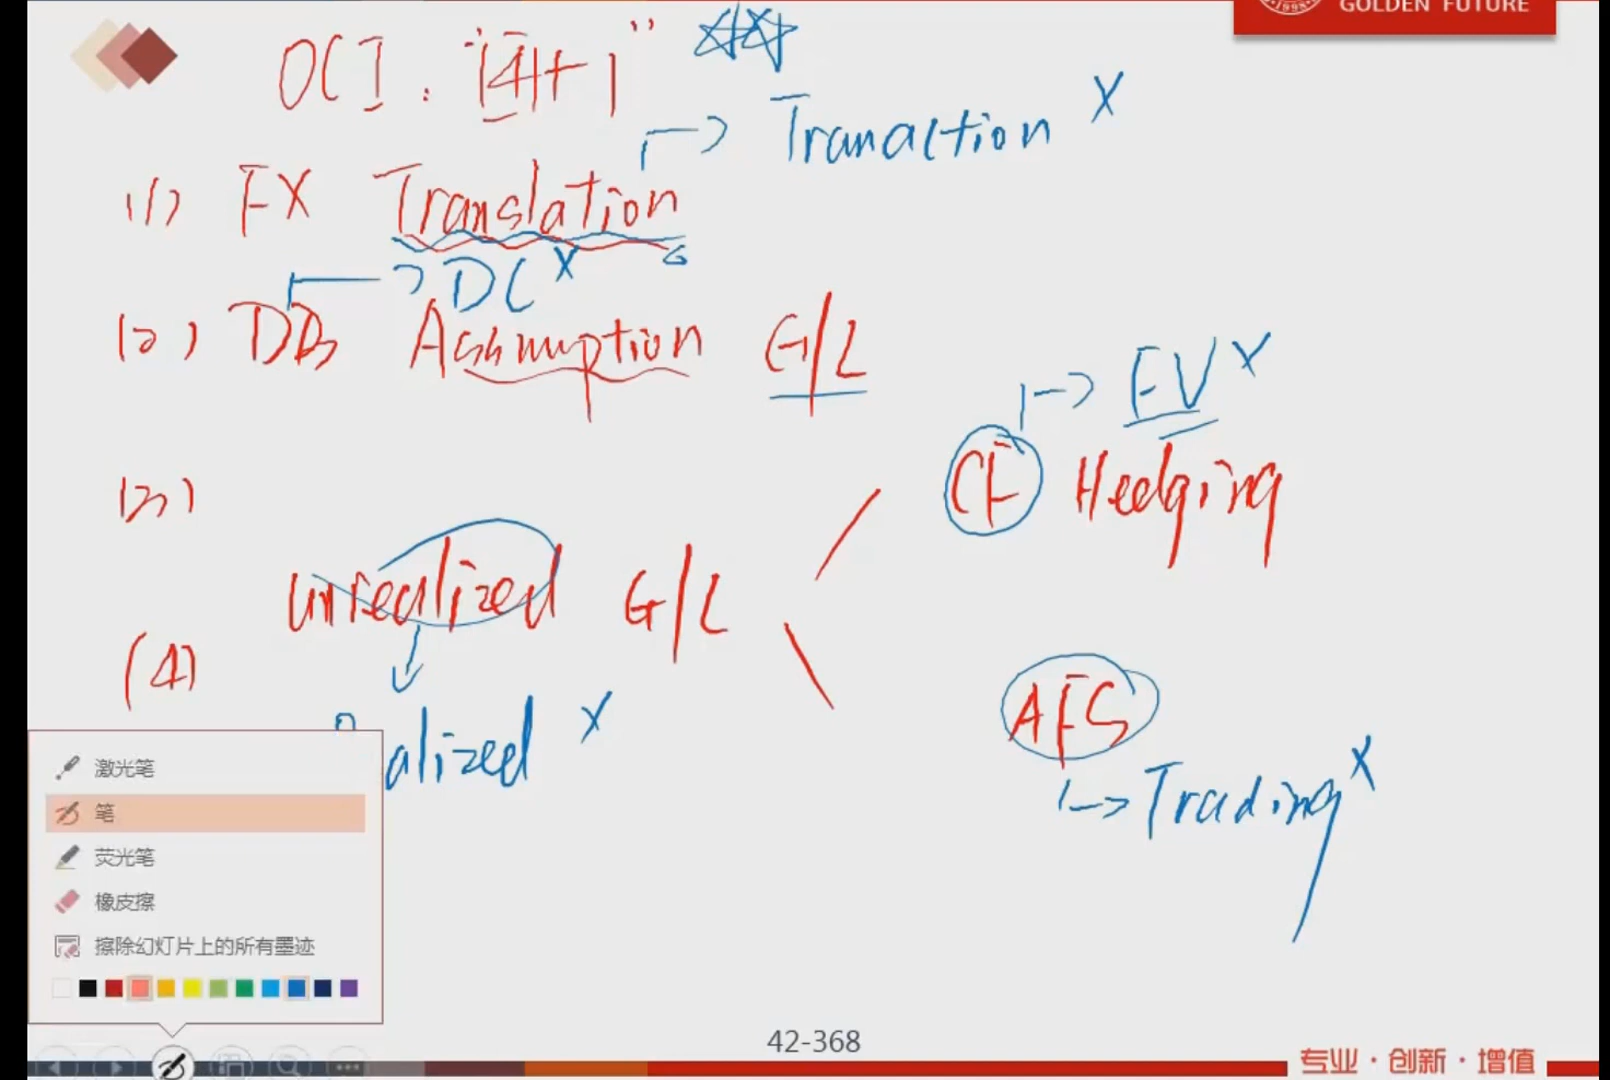 GOLDEN FUTURE
OCI: "4+1"
Tranaction X
(1) FX Translation
DC X
(2) DB Assumption G/L
FV X
CF Hedging
(3)
unrealized G/L
(4)
AFS
alized X
Trading X
激光笔
笔
荧光笔
橡皮擦
擦除幻灯片上的所有墨迹
42-368
专业·创新·增值